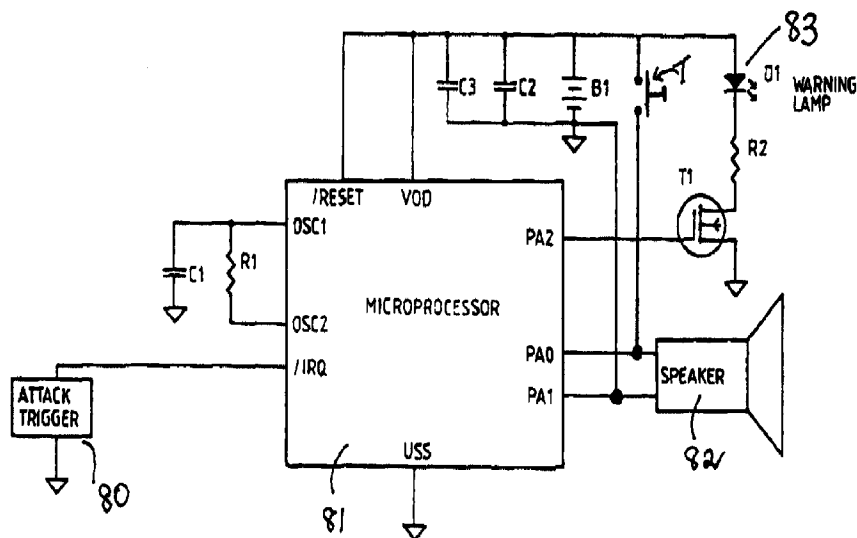 83
C3
C2
B1
T
D1
WARNING
LAMP
R2
T1
/RESET
VOD
OSC1
OSC2
/IRQ
C1
R1
MICROPROCESSOR
PA2
PA0
PA1
USS
SPEAKER
82
ATTACK
TRIGGER
80
81